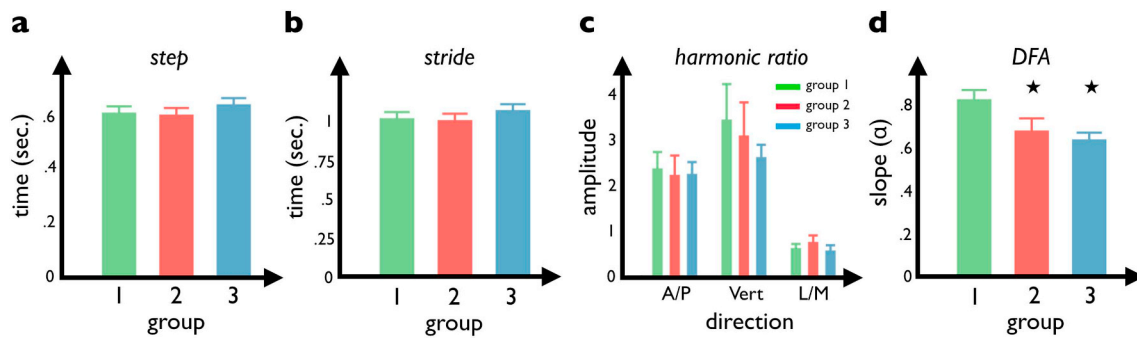 a
step
time (sec.)
.6
.4
.2
0
1 2 3
group
b
stride
time (sec.)
1
.75
.5
.25
0
1 2 3
group
c
harmonic ratio
group 1
group 2
group 3
amplitude
4
3
2
1
0
A/P Vert L/M
direction
d
DFA
★ ★
slope (α)
.8
.6
.4
.2
0
1 2 3
group